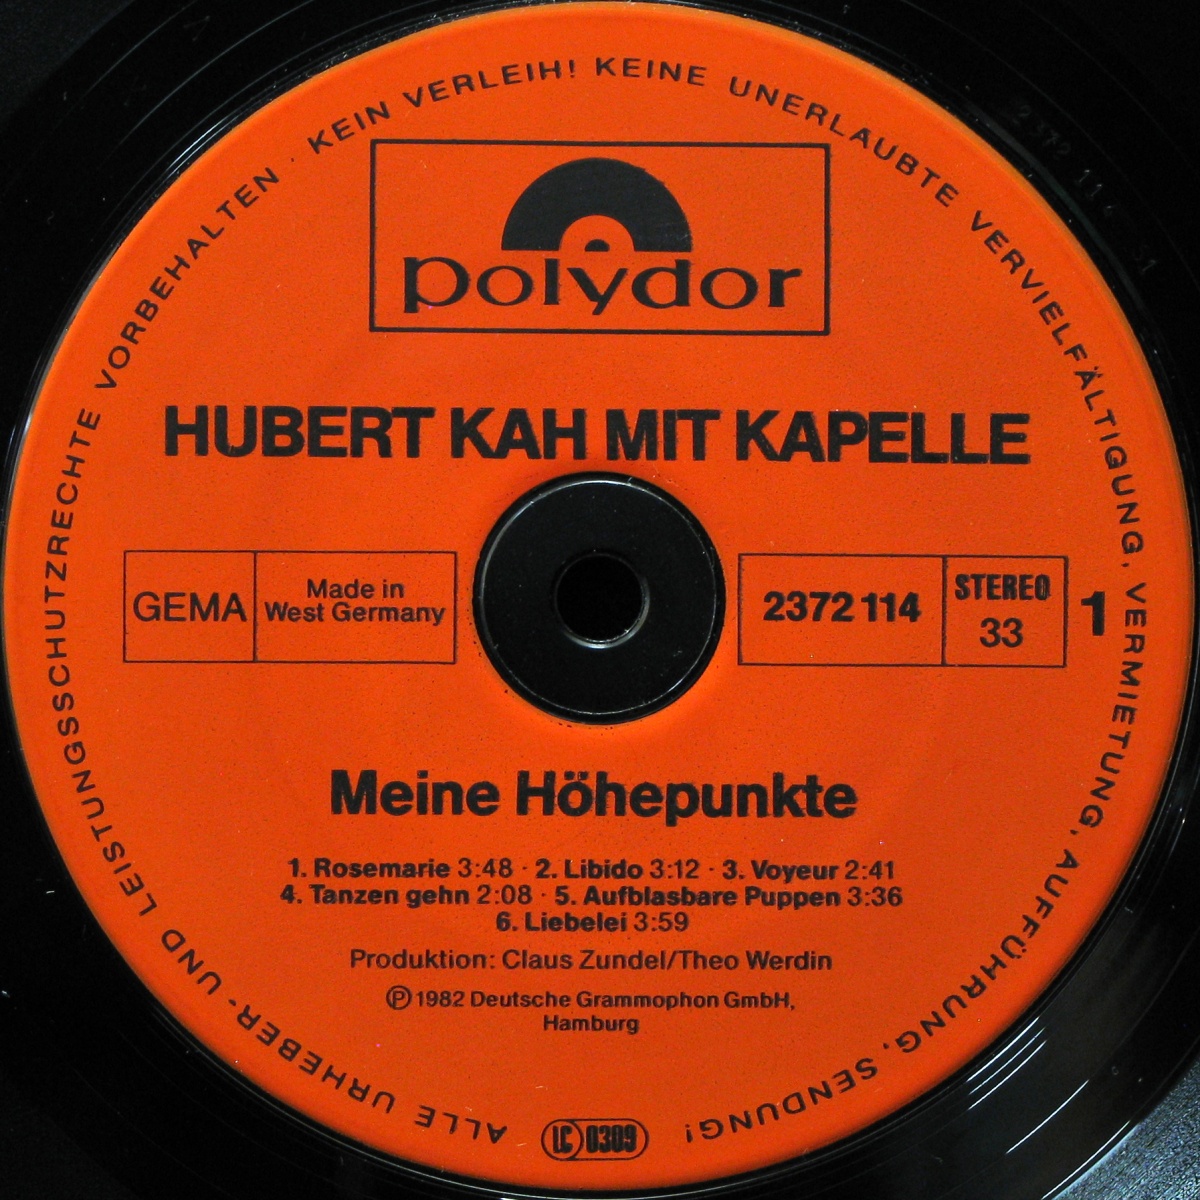 ALLE URHEBER- UND LEISTUNGSSCHUTZRECHTE VORBEHALTEN · KEIN VERLEIH! KEINE UNERLAUBTE VERVIELFÄLTIGUNG, VERMIETUNG, AUFFÜHRUNG, SENDUNG!
polydor
HUBERT KAH MIT KAPELLE
GEMA
Made in
West Germany
2372 114
STEREO
33
1
Meine Höhepunkte
1. Rosemarie 3:48 · 2. Libido 3:12 · 3. Voyeur 2:41
4. Tanzen gehn 2:08 · 5. Aufblasbare Puppen 3:36
6. Liebelei 3:59
Produktion: Claus Zundel/Theo Werdin
Ⓟ 1982 Deutsche Grammophon GmbH,
Hamburg
LC 0309